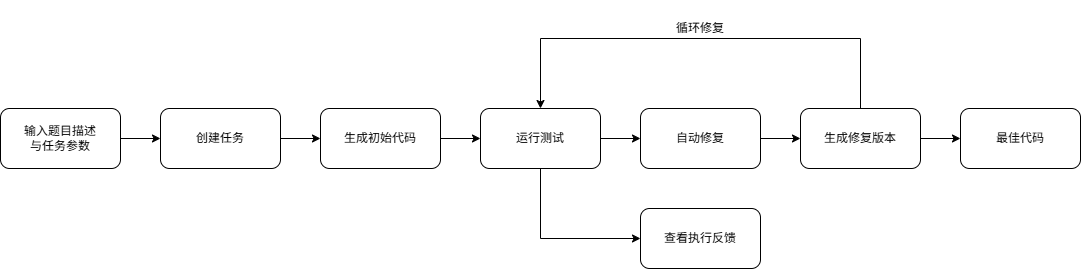 循环修复
输入题目描述
与任务参数
创建任务
生成初始代码
运行测试
自动修复
生成修复版本
最佳代码
查看执行反馈